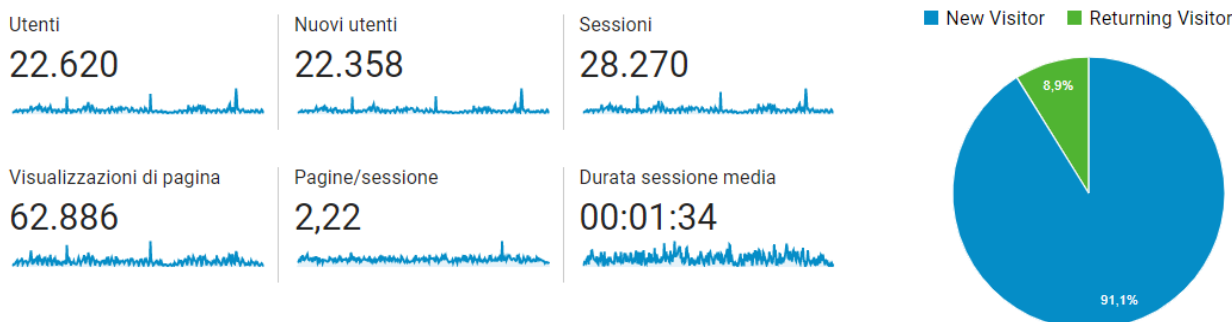 Utenti
22.620
Nuovi utenti
22.358
Sessioni
28.270
Visualizzazioni di pagina
62.886
Pagine/sessione
2,22
Durata sessione media
00:01:34
New Visitor
Returning Visitor
8,9%
91,1%